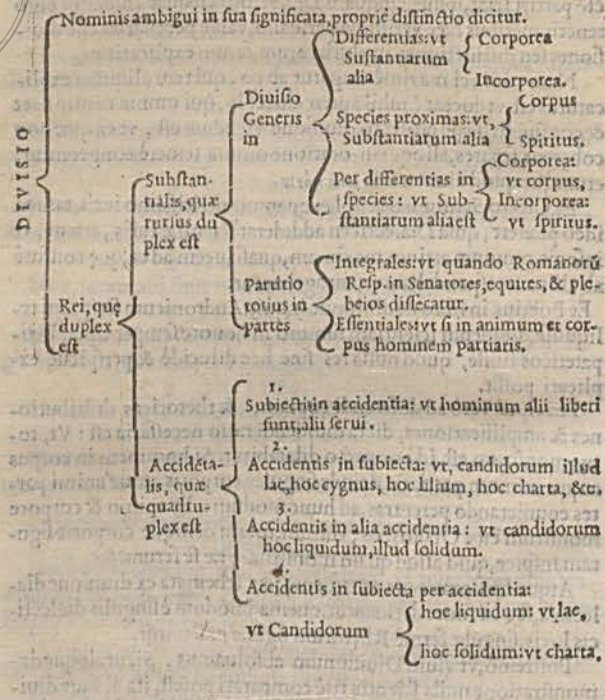 DIVISIO
Nominis ambigui in sua significata, propriè distinctio dicitur.
Rei, quę
duplex
est
Substan-
tialis, quæ
rursus du
plex est
Diuisio
Generis
in
Differentias: vt
Substantiarum
alia
Corporea
Incorporea.
Species proximas: vt,
Substantiarum alia
Corpus
Spiritus.
Per differentias in
species: vt Sub-
stantiarum alia est
Corporea:
vt corpus,
Incorporea:
vt spiritus.
Partitio
totius in
partes
Integrales: vt quando Romanorũ
Resp. in Senatores, equites, & ple-
beios dissecatur.
Essentiales: vt si in animum et cor-
pus hominem partiaris.
Accidẽta-
lis, quæ
quadru-
plex est
1.
Subiecti in accidentia: vt hominum alii liberi
sunt, alii serui.
2.
Accidentis in subiecta: vt, candidorum illud
lac, hoc cygnus, hoc lilium, hoc charta, &c.
3.
Accidentis in alia accidentia: vt candidorum
hoc liquidum, illud solidum.
4.
Accidentis in subiecta per accidentia:
vt Candidorum
hoc liquidum: vt lac,
hoc solidum: vt charta,